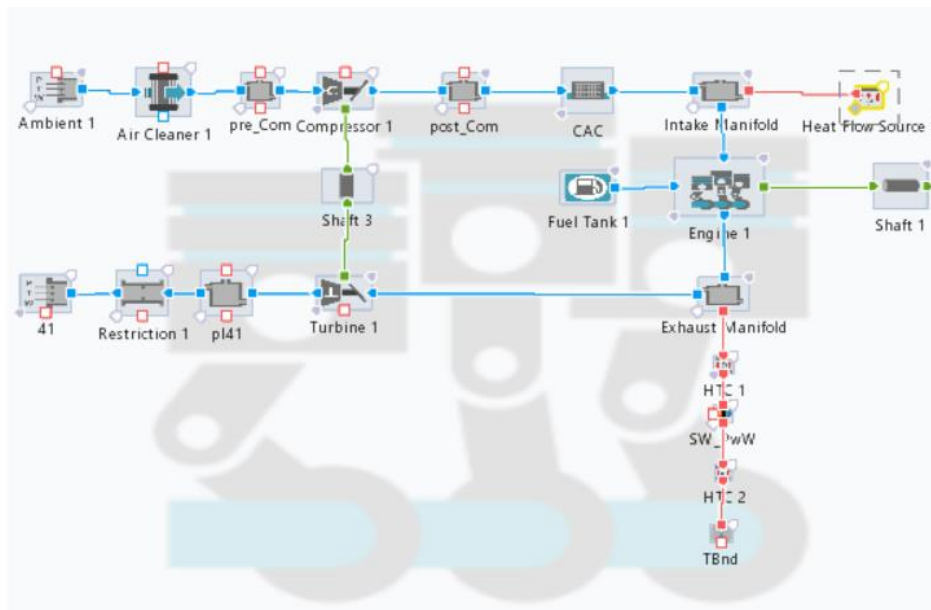 Ambient 1
Air Cleaner 1
pre_Com
Compressor 1
post_Com
CAC
Intake Manifold
Heat Flow Source
Shaft 3
Fuel Tank 1
Engine 1
Shaft 1
41
Restriction 1
pl41
Turbine 1
Exhaust Manifold
HTC 1
SW_PwW
HTC 2
TBnd